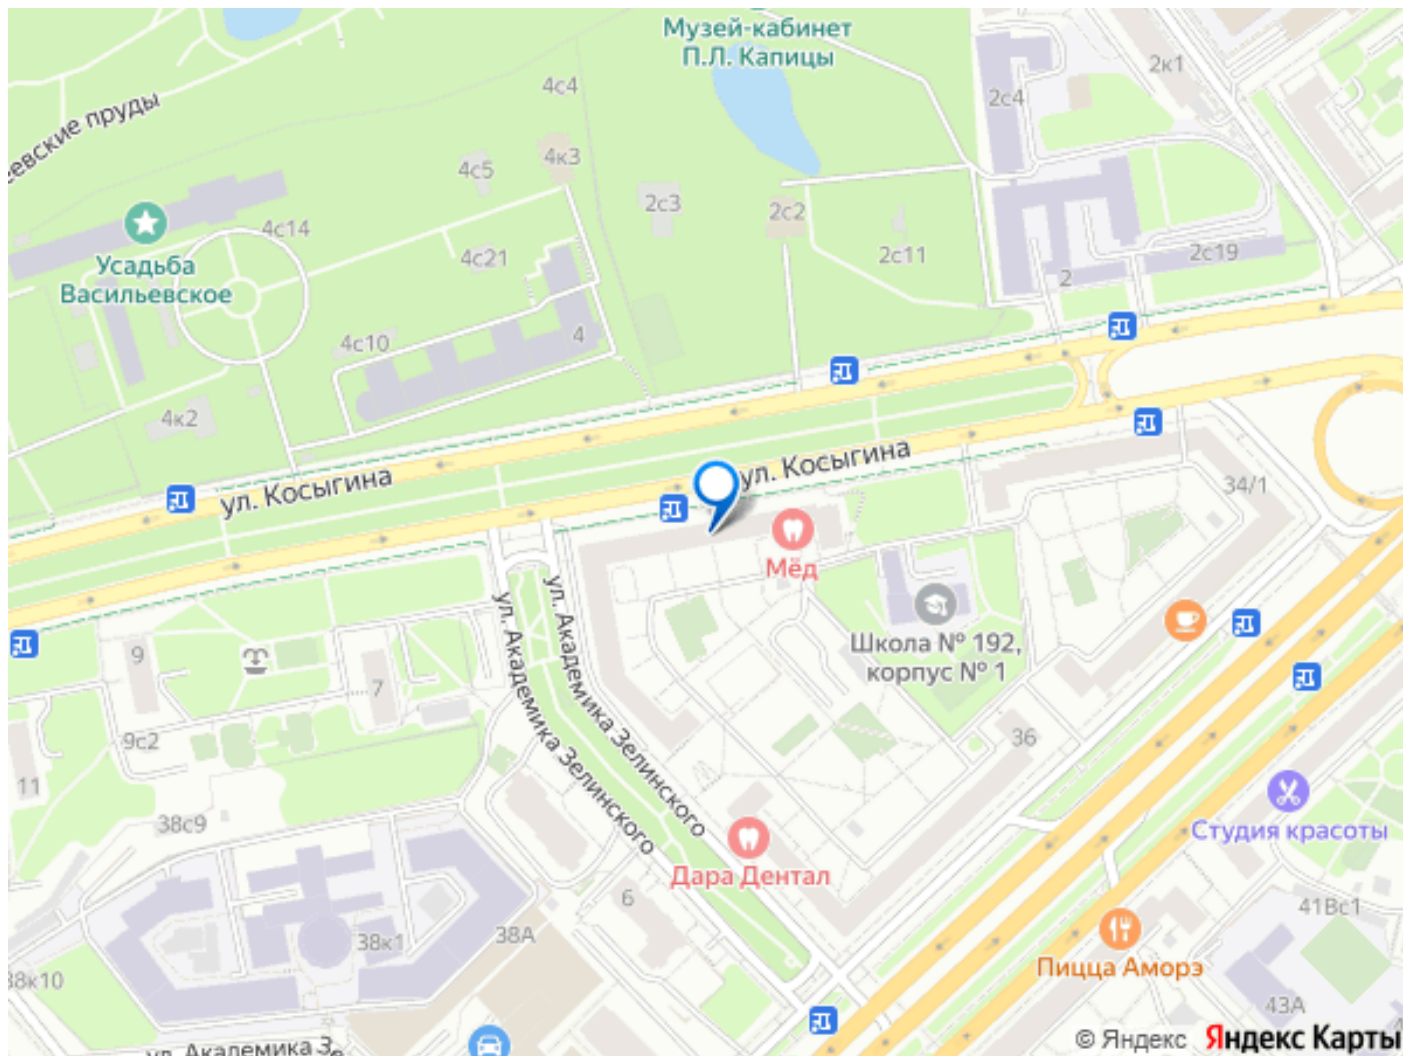 Музей-кабинет
П.Л. Капицы
2к1
4с4
2с4
евские пруды
4к3
4с5
2с3
2с2
4с14
4с21
2с11
2с19
Усадьба
Васильевское
2
4
4с10
4к2
ул. Косыгина
ул. Косыгина
34/1
Мёд
Школа № 192,
корпус № 1
ул. Академика Зелинского
ул. Академика Зелинского
9
7
9с2
36
11
38с9
Студия красоты
Дара Дентал
6
41Вс1
38А
38к1
Пицца Аморэ
38к10
43А
© Яндекс Яндекс Карты
ул. Академика